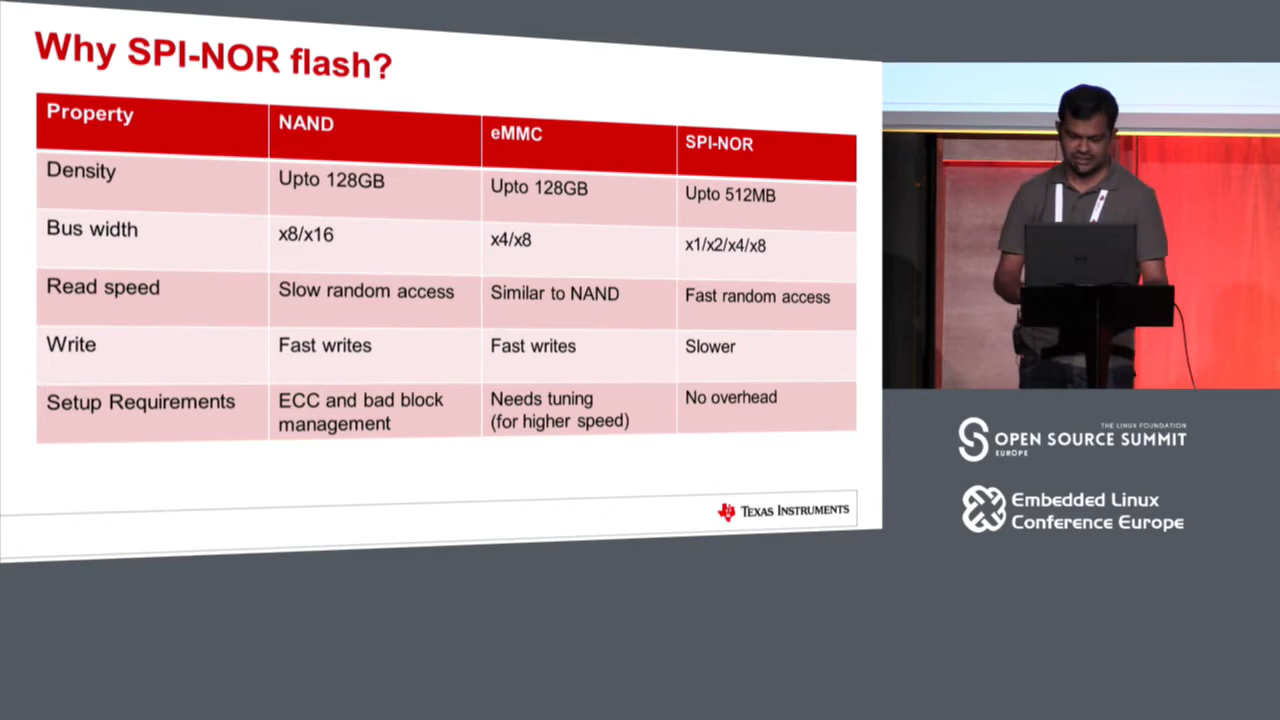 Why SPI-NOR flash?
Property NAND eMMC SPI-NOR
Density Upto 128GB Upto 128GB Upto 512MB
Bus width x8/x16 x4/x8 x1/x2/x4/x8
Read speed Slow random access Similar to NAND Fast random access
Write Fast writes Fast writes Slower
Setup Requirements ECC and bad block management Needs tuning (for higher speed) No overhead
TEXAS INSTRUMENTS
THE LINUX FOUNDATION
OPEN SOURCE SUMMIT
EUROPE
Embedded Linux
Conference Europe